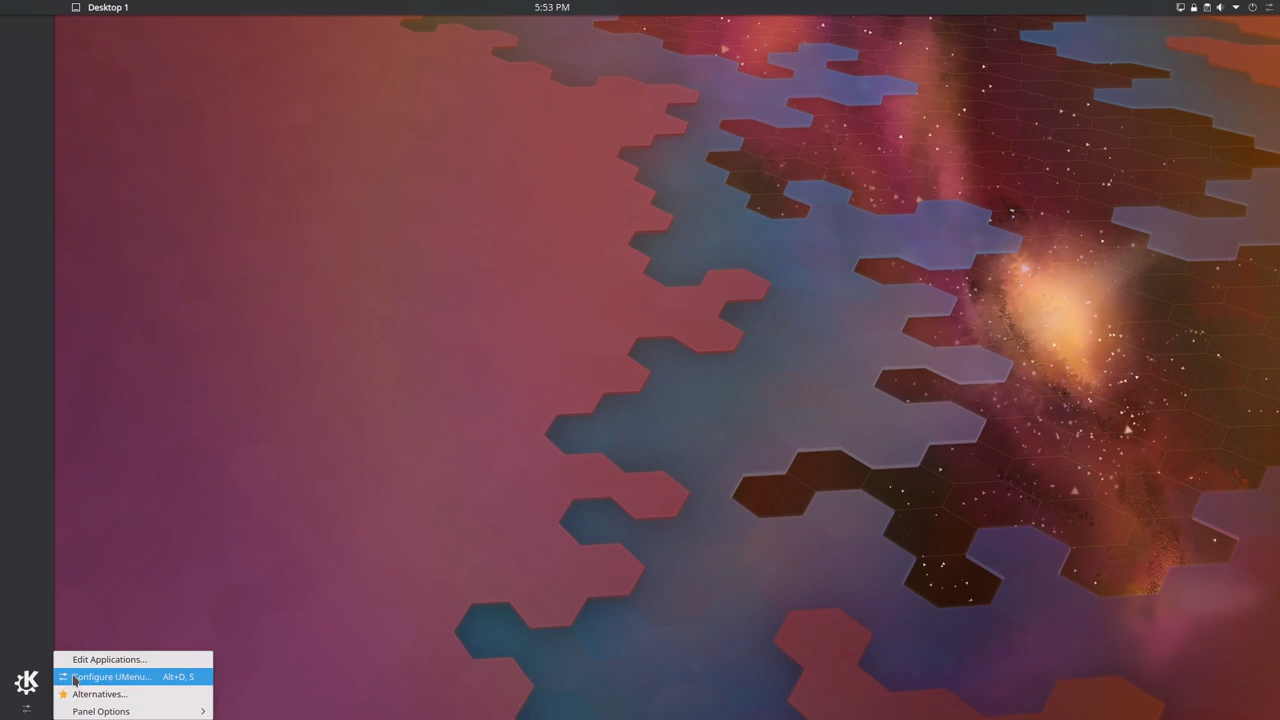 Desktop 1
5:53 PM
Edit Applications...
Configure UMenu... Alt+D, S
Alternatives...
Panel Options